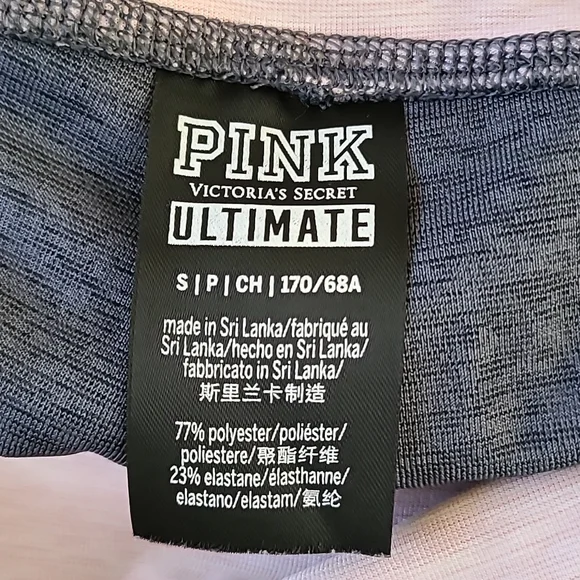 PINK
VICTORIA'S SECRET
ULTIMATE
S | P | CH | 170/68A
made in Sri Lanka/fabriqué au
Sri Lanka/hecho en Sri Lanka/
fabbricato in Sri Lanka/
斯里兰卡制造
77% polyester/poliéster/
poliestere/聚酯纤维
23% elastane/élasthanne/
elastano/elastam/氨纶